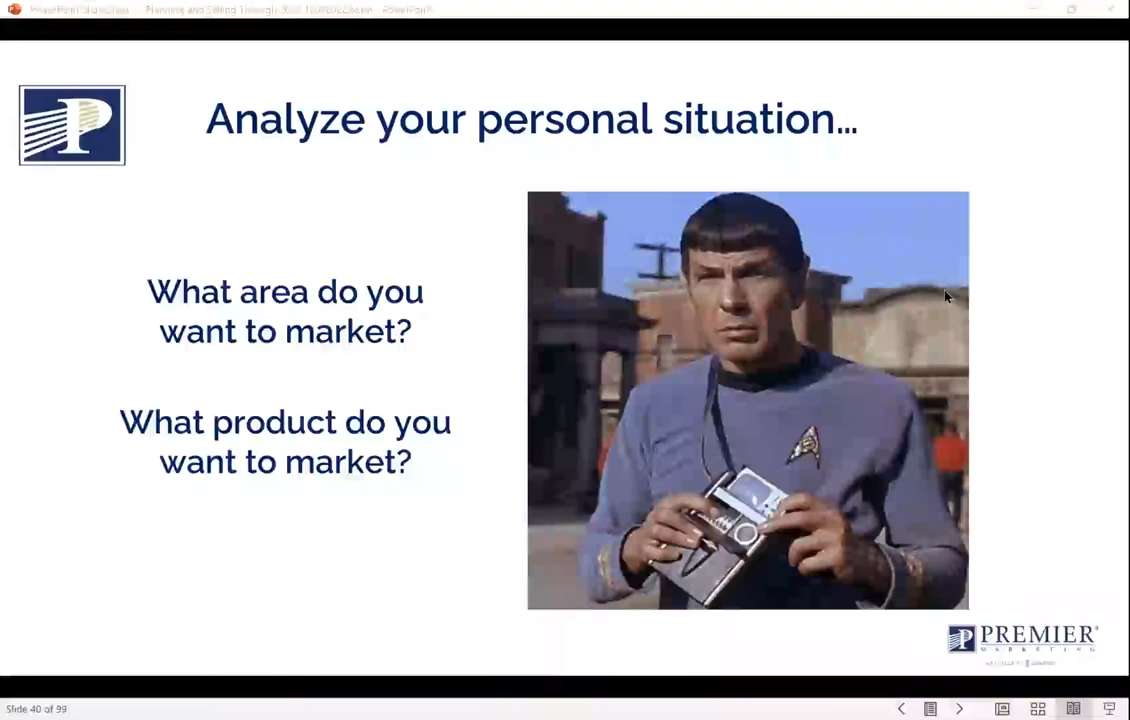 Analyze your personal situation...
What area do you
want to market?
What product do you
want to market?
PREMIER
MARKETING
Slide 40 of 99